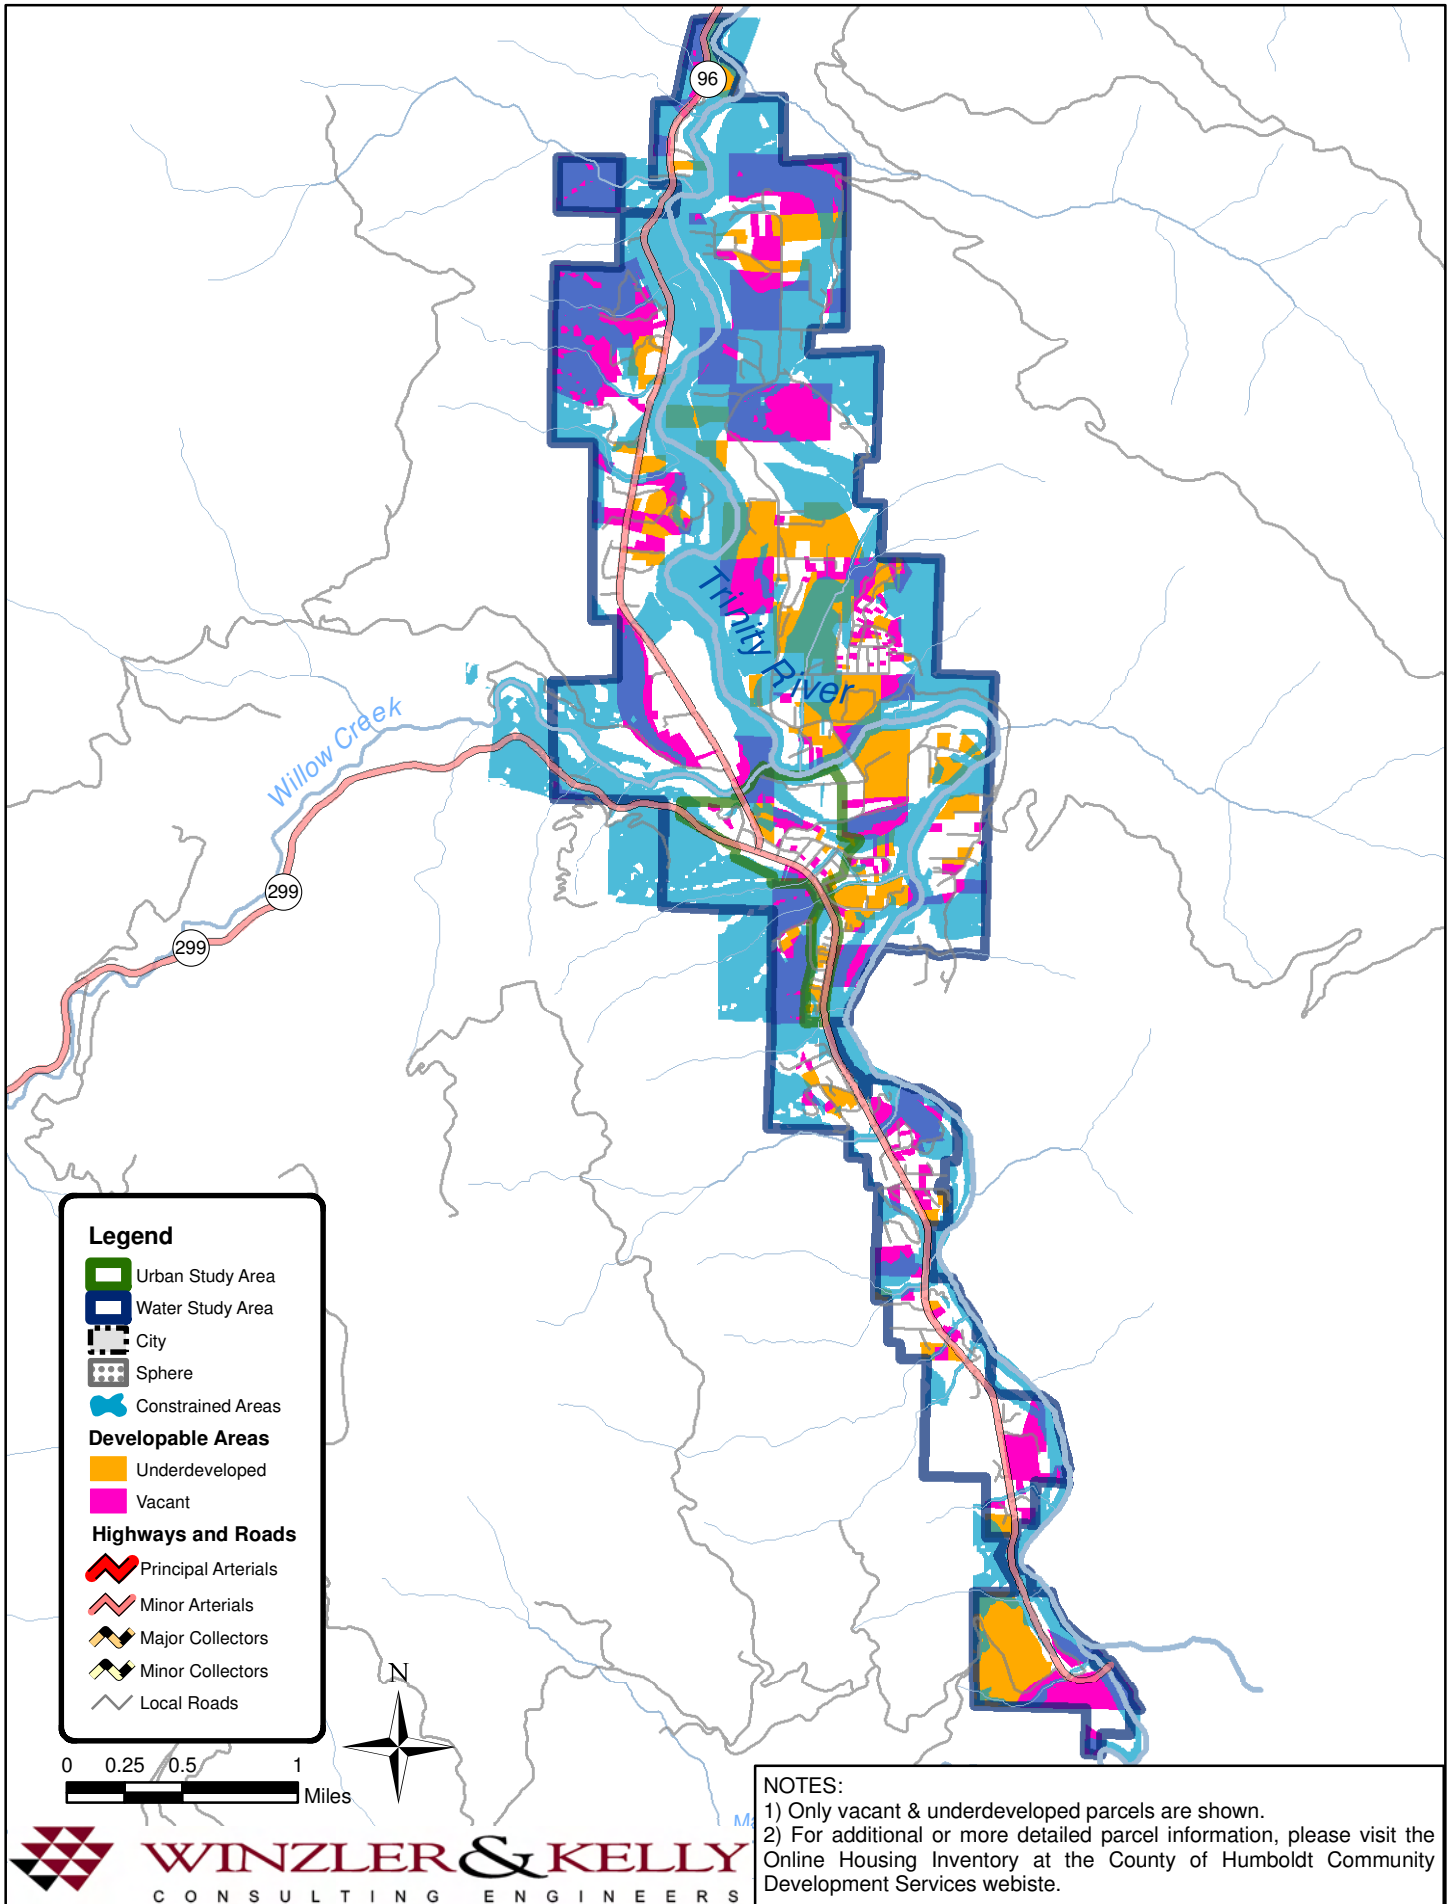 96
Trinity River
Willow Creek
299
299
Legend
Urban Study Area
Water Study Area
City
Sphere
Constrained Areas
Developable Areas
Underdeveloped
Vacant
Highways and Roads
Principal Arterials
Minor Arterials
Major Collectors
Minor Collectors
Local Roads
N
0 0.25 0.5 1
Miles
NOTES:
1) Only vacant & underdeveloped parcels are shown.
2) For additional or more detailed parcel information, please visit the
Online Housing Inventory at the County of Humboldt Community
Development Services webiste.
WINZLER & KELLY
CONSULTING ENGINEERS